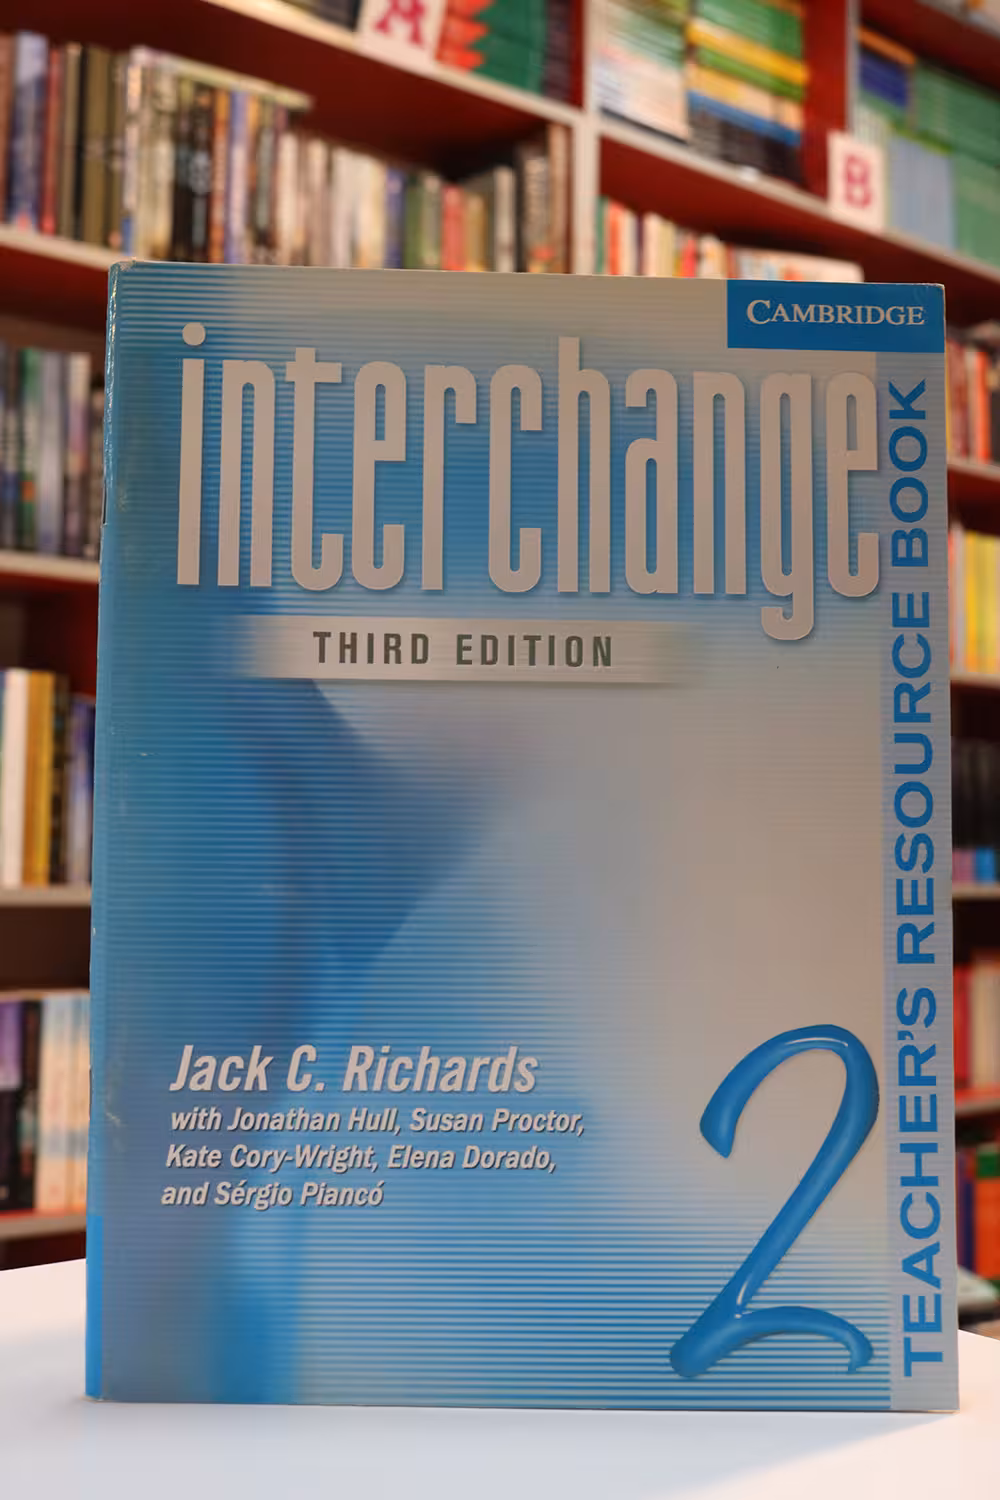 A
B
CAMBRIDGE
interchange
THIRD EDITION
TEACHER'S RESOURCE BOOK
Jack C. Richards
with Jonathan Hull, Susan Proctor,
Kate Cory-Wright, Elena Dorado,
and Sérgio Piancó
2